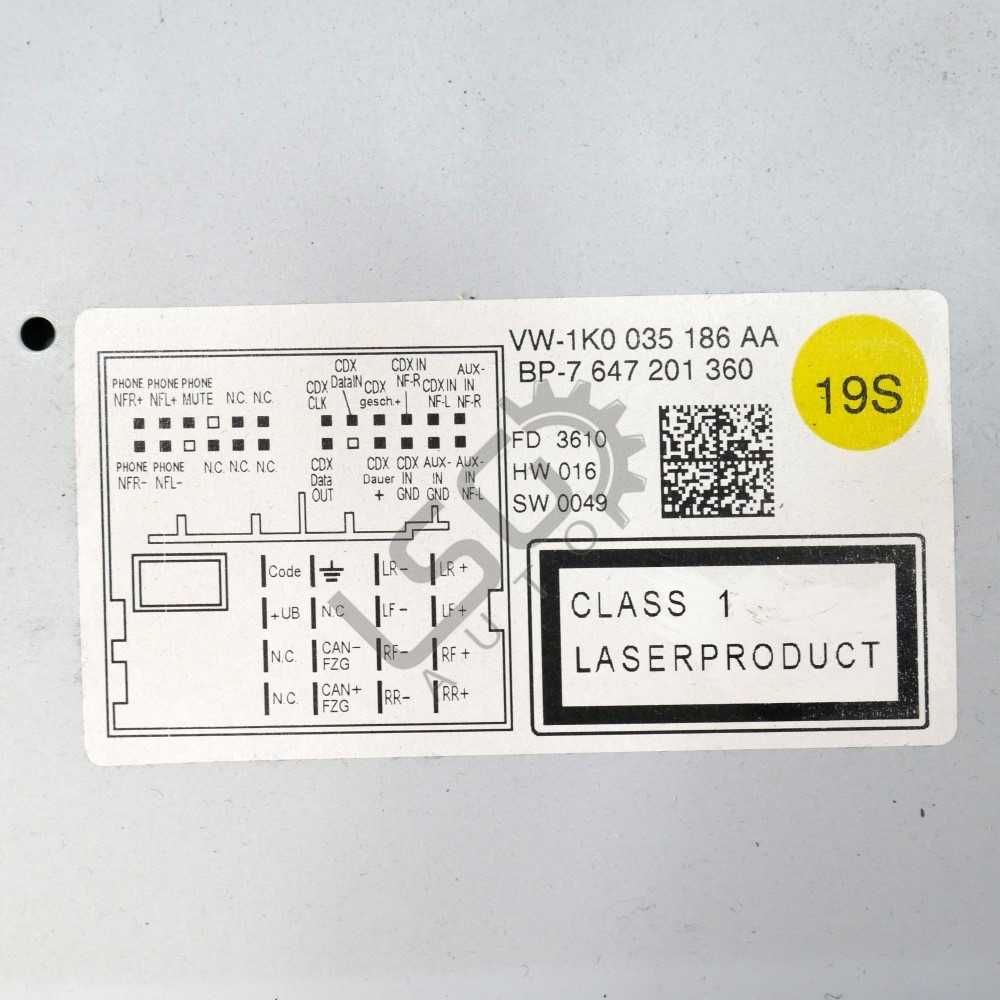 VW-1K0 035 186 AA
BP-7 647 201 360
19S
FD 3610
HW 016
SW 0049
CLASS 1
LASERPRODUCT
PHONE NFR+
PHONE NFL+
PHONE MUTE
N.C. N.C.
CDX CLK
CDX DataIN
CDX gesch.+
CDX IN NF-R
CDX IN NF-L
AUX-IN NF-R
PHONE NFR-
PHONE NFL-
N.C. N.C. N.C.
CDX Data OUT
CDX Dauer +
CDX IN GND
AUX-IN GND
AUX-IN NF-L
Code LR- LR+
+UB N.C LF- LF+
N.C. CAN- FZG RF- RF+
N.C. CAN+ FZG RR- RR+
LSD
AUTO